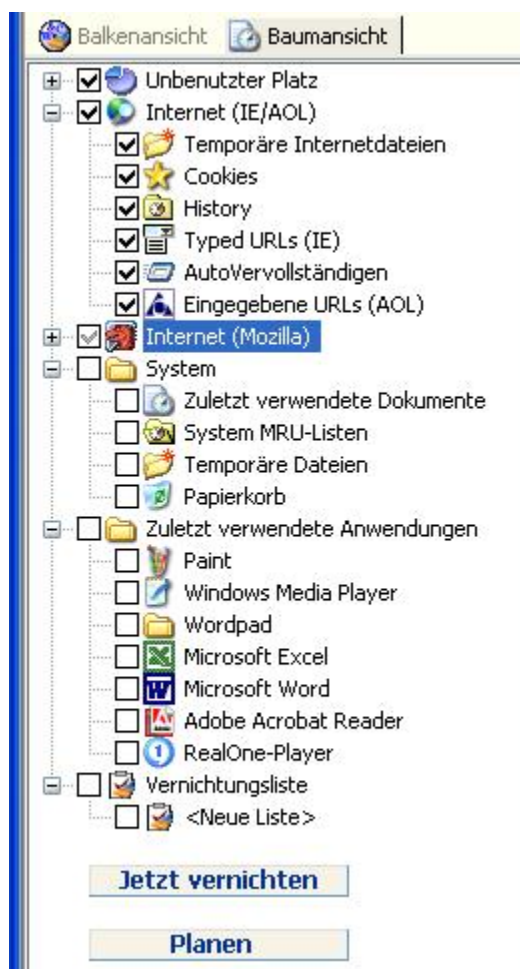 Balkenansicht Baumansicht
Unbenutzter Platz
Internet (IE/AOL)
Temporäre Internetdateien
Cookies
History
Typed URLs (IE)
AutoVervollständigen
Eingegebene URLs (AOL)
Internet (Mozilla)
System
Zuletzt verwendete Dokumente
System MRU-Listen
Temporäre Dateien
Papierkorb
Zuletzt verwendete Anwendungen
Paint
Windows Media Player
Wordpad
Microsoft Excel
Microsoft Word
Adobe Acrobat Reader
RealOne-Player
Vernichtungsliste
<Neue Liste>
Jetzt vernichten
Planen